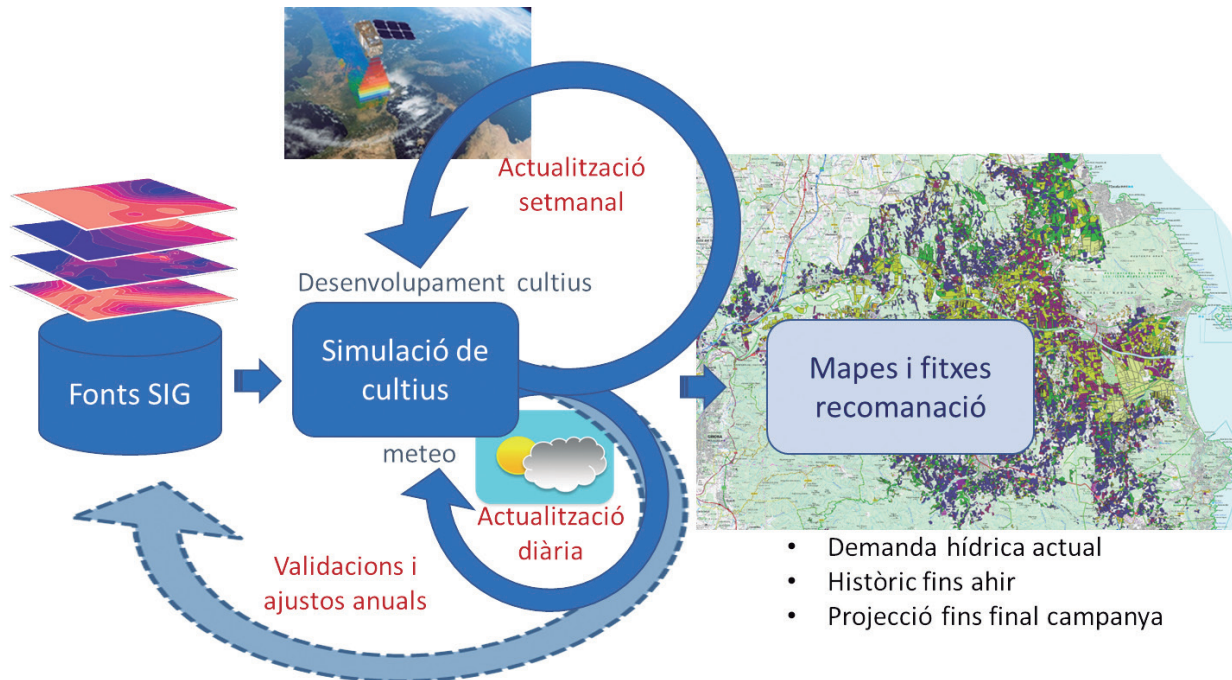 Actualització
setmanal
Desenvolupament cultius
Fonts SIG
Simulació de
cultius
Mapes i fitxes
recomanació
meteo
Actualització
diària
Validacions i
ajustos anuals
• Demanda hídrica actual
• Històric fins ahir
• Projecció fins final campanya